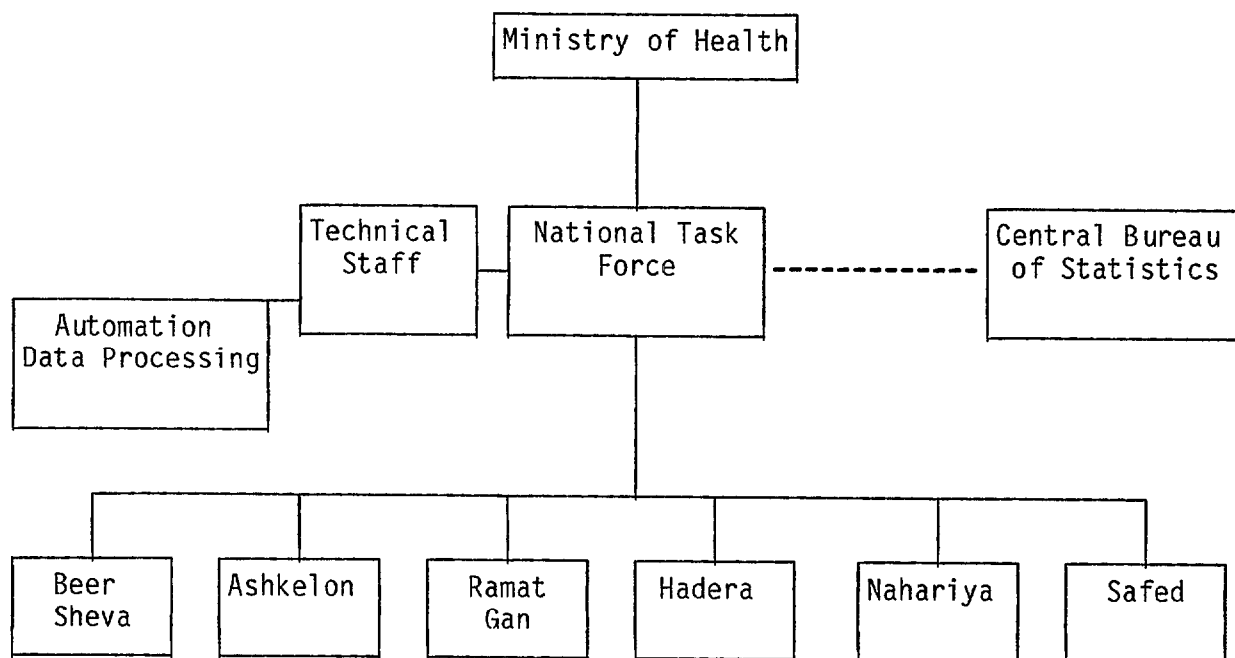 Ministry of Health
Technical
Staff
National Task
Force
Central Bureau
of Statistics
Automation
Data Processing
Beer
Sheva
Ashkelon
Ramat
Gan
Hadera
Nahariya
Safed